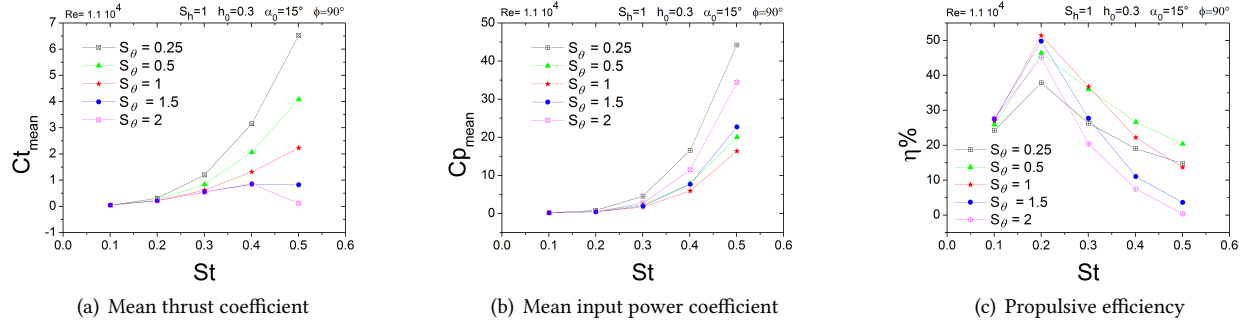 Re= 1.1 10⁴ S_h=1 h_0=0.3 α_0=15° ϕ=90°
7
6
5
4
3
2
1
0
-1
Ct_mean
S_θ = 0.25
S_θ = 0.5
S_θ = 1
S_θ = 1.5
S_θ = 2
0.0 0.1 0.2 0.3 0.4 0.5 0.6
St
(a) Mean thrust coefficient
Re= 1.1 10⁴ S_h=1 h_0=0.3 α_0=15° ϕ=90°
50
40
30
20
10
0
Cp_mean
S_θ = 0.25
S_θ = 0.5
S_θ = 1
S_θ = 1.5
S_θ = 2
0.0 0.1 0.2 0.3 0.4 0.5 0.6
St
(b) Mean input power coefficient
Re= 1.1 10⁴ S_h=1 h_0=0.3 α_0=15° ϕ=90°
50
40
30
20
10
0
η%
S_θ = 0.25
S_θ = 0.5
S_θ = 1
S_θ = 1.5
S_θ = 2
0.0 0.1 0.2 0.3 0.4 0.5 0.6
St
(c) Propulsive efficiency